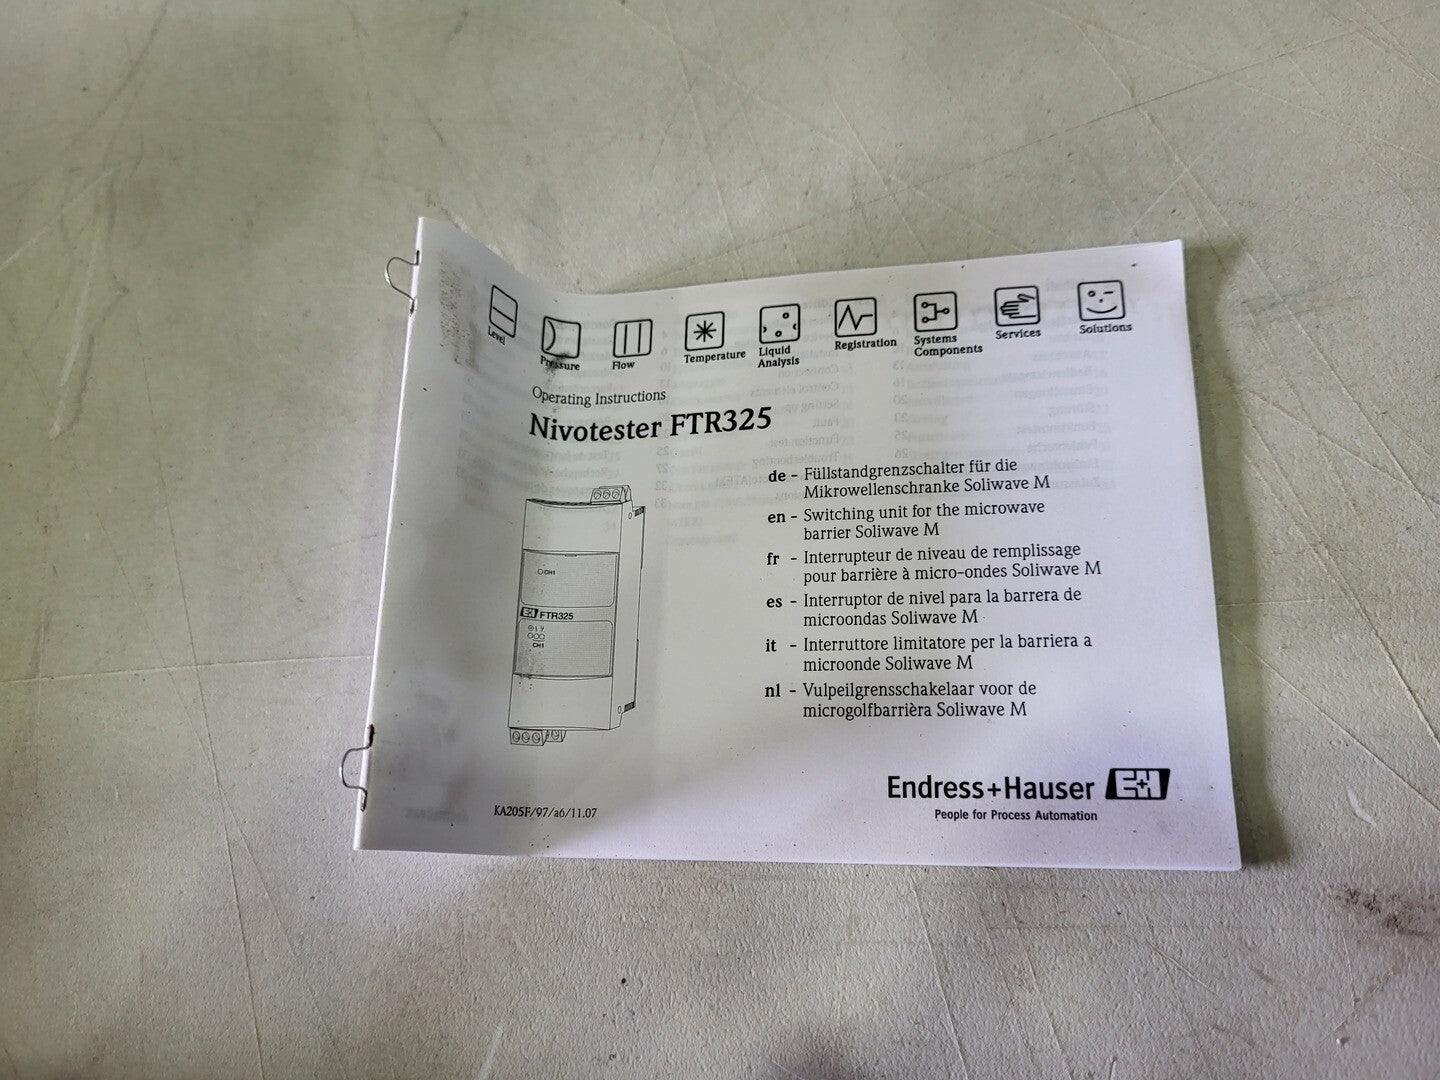 Level
Pressure
Flow
Temperature
Liquid
Analysis
Registration
Systems
Components
Services
Solutions
Operating Instructions
Nivotester FTR325
de - Füllstandgrenzschalter für die
Mikrowellenschranke Soliwave M
en - Switching unit for the microwave
barrier Soliwave M
fr - Interrupteur de niveau de remplissage
pour barrière à micro-ondes Soliwave M
es - Interruptor de nivel para la barrera de
microondas Soliwave M
it - Interruttore limitatore per la barriera a
microonde Soliwave M
nl - Vulpeilgrensschakelaar voor de
microgolfbarrièra Soliwave M
CH1
E+H FTR325
CH1
KA205F/97/a6/11.07
Endress+Hauser E+H
People for Process Automation